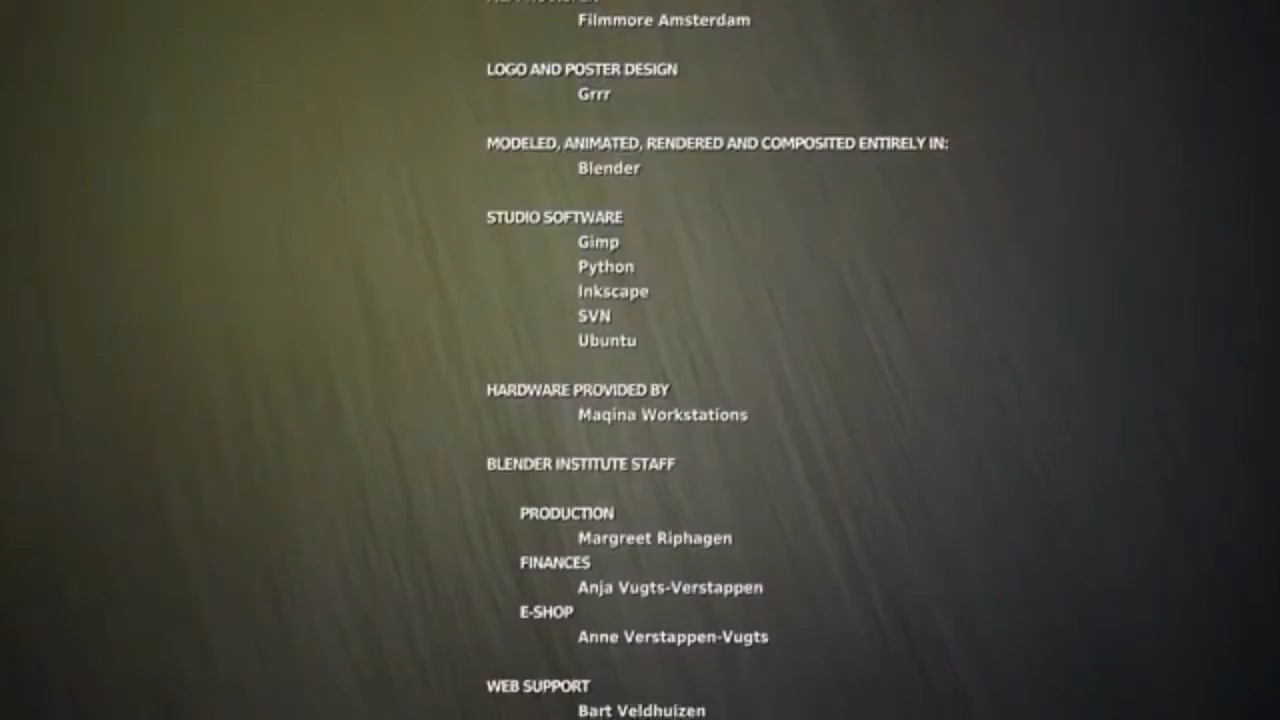 Filmmore Amsterdam
LOGO AND POSTER DESIGN
Grrr
MODELED, ANIMATED, RENDERED AND COMPOSITED ENTIRELY IN:
Blender
STUDIO SOFTWARE
Gimp
Python
Inkscape
SVN
Ubuntu
HARDWARE PROVIDED BY
Maqina Workstations
BLENDER INSTITUTE STAFF
PRODUCTION
Margreet Riphagen
FINANCES
Anja Vugts-Verstappen
E-SHOP
Anne Verstappen-Vugts
WEB SUPPORT
Bart Veldhuizen